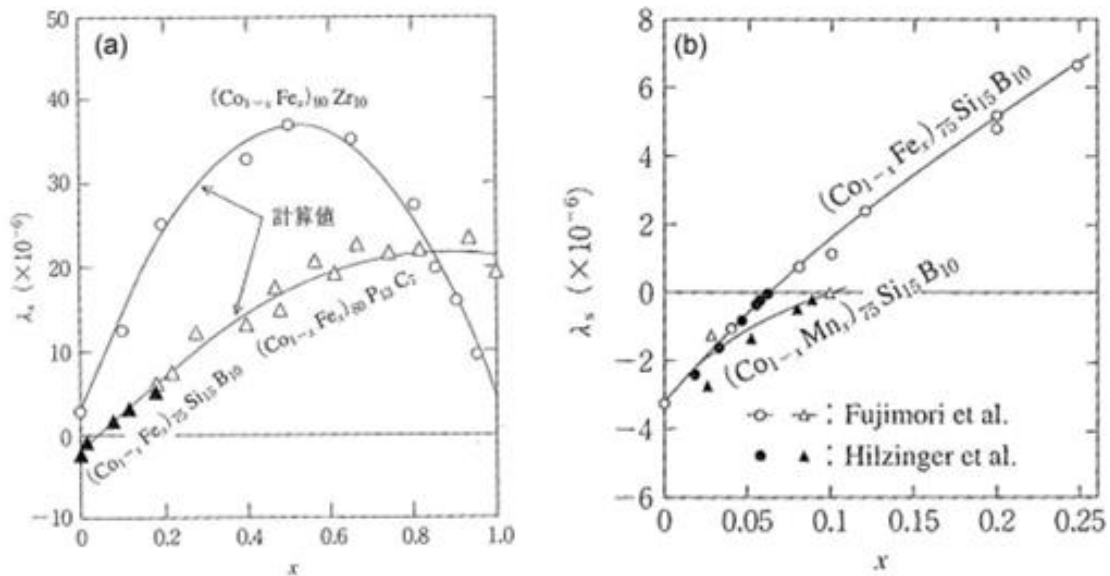 (a)
50
40
30
20
10
0
−10
λs (×10⁻⁶)
(Co₁₋ₓ Feₓ)₉₀ Zr₁₀
計算値
(Co₁₋ₓ Feₓ)₇₅ Si₁₅ B₁₀
(Co₁₋ₓ Feₓ)₈₀ P₁₃ C₇
0 0.2 0.4 0.6 0.8 1.0
x
(b)
8
6
4
2
0
−2
−4
−6
λs (×10⁻⁶)
(Co₁₋ₓ Feₓ)₇₅ Si₁₅ B₁₀
(Co₁₋ₓ Mnₓ)₇₅ Si₁₅ B₁₀
: Fujimori et al.
: Hilzinger et al.
0 0.05 0.1 0.15 0.2 0.25
x